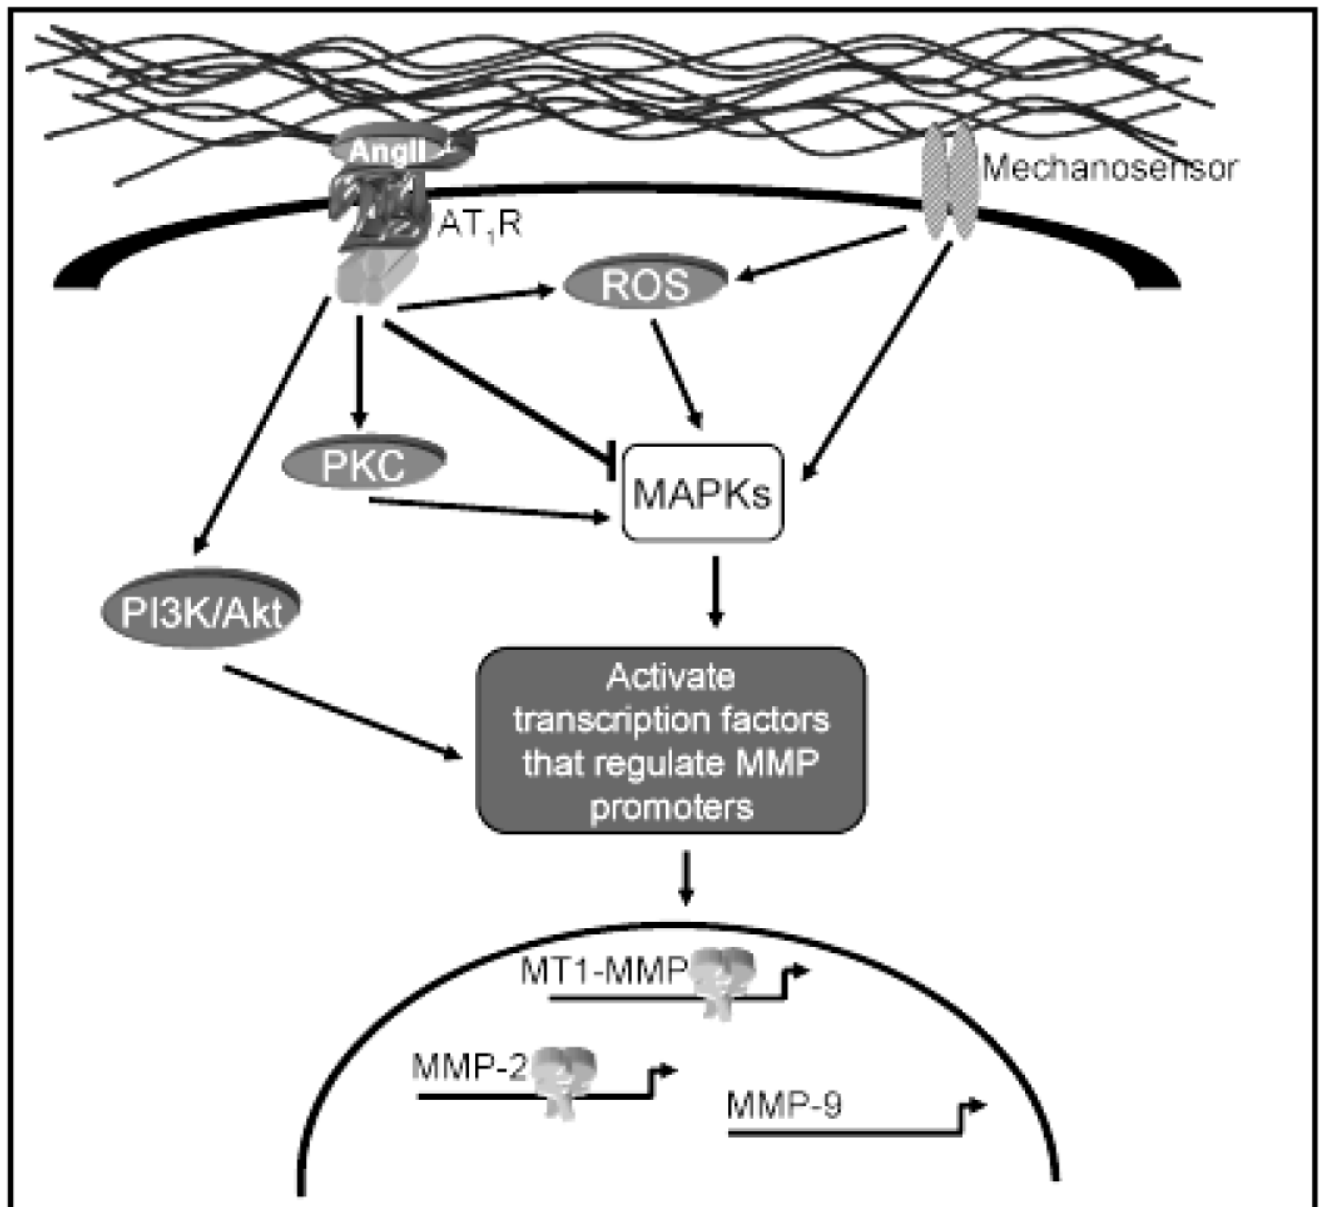 AngII
Mechanosensor
AT₁R
ROS
PKC
MAPKs
PI3K/Akt
Activate
transcription factors
that regulate MMP
promoters
MT1-MMP
MMP-2
MMP-9